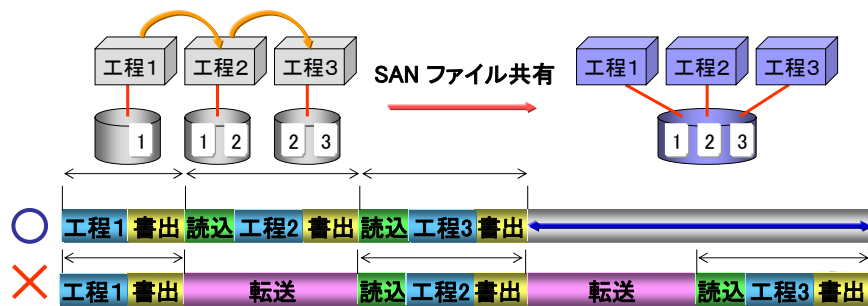 工程1 工程2 工程3
SAN ファイル共有
工程1 工程2 工程3
1 1 2 2 3
1 2 3
工程1 書出 読込 工程2 書出 読込 工程3 書出
工程1 書出 転送 読込 工程2 書出 転送 読込 工程3 書出